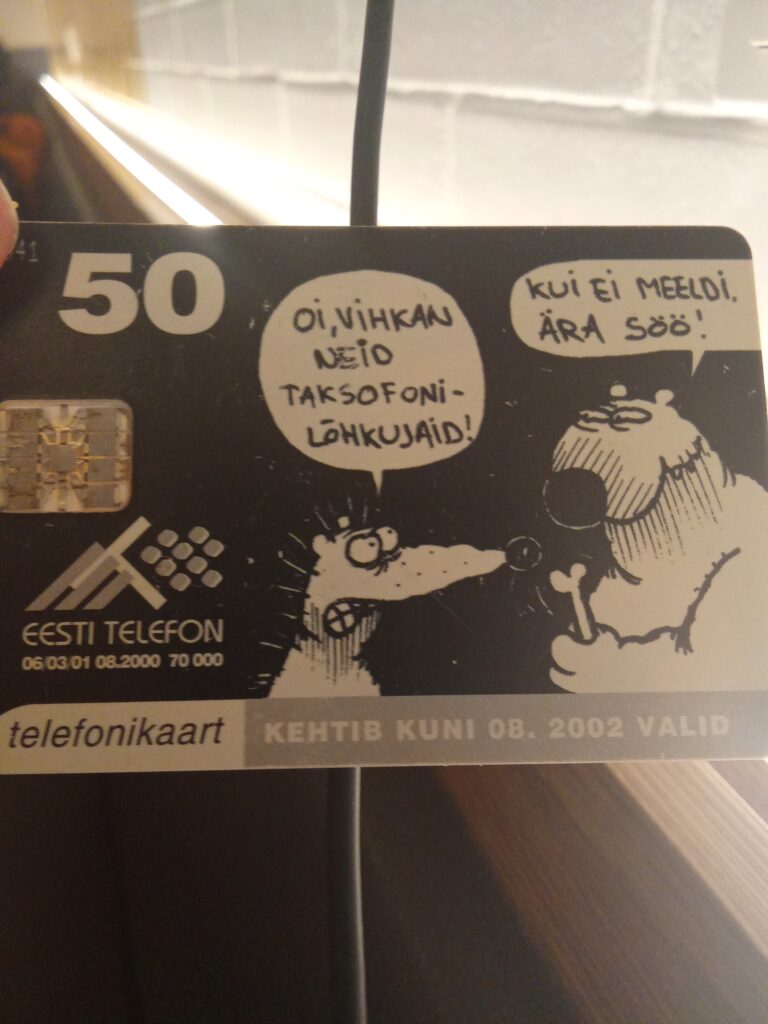 41
50
OI, VIHKAN
NEID
TAKSOFONI-
LÕHKUJAID!
KUI EI MEELDI,
ÄRA SÖÖ!
EESTI TELEFON
06/03/01 08.2000 70 000
telefonikaart
KEHTIB KUNI 08. 2002 VALID